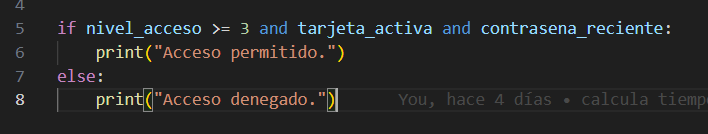 4
5 if nivel_acceso >= 3 and tarjeta_activa and contrasena_reciente:
6 print("Acceso permitido.")
7 else:
8 print("Acceso denegado.") You, hace 4 días • calcula tiemp